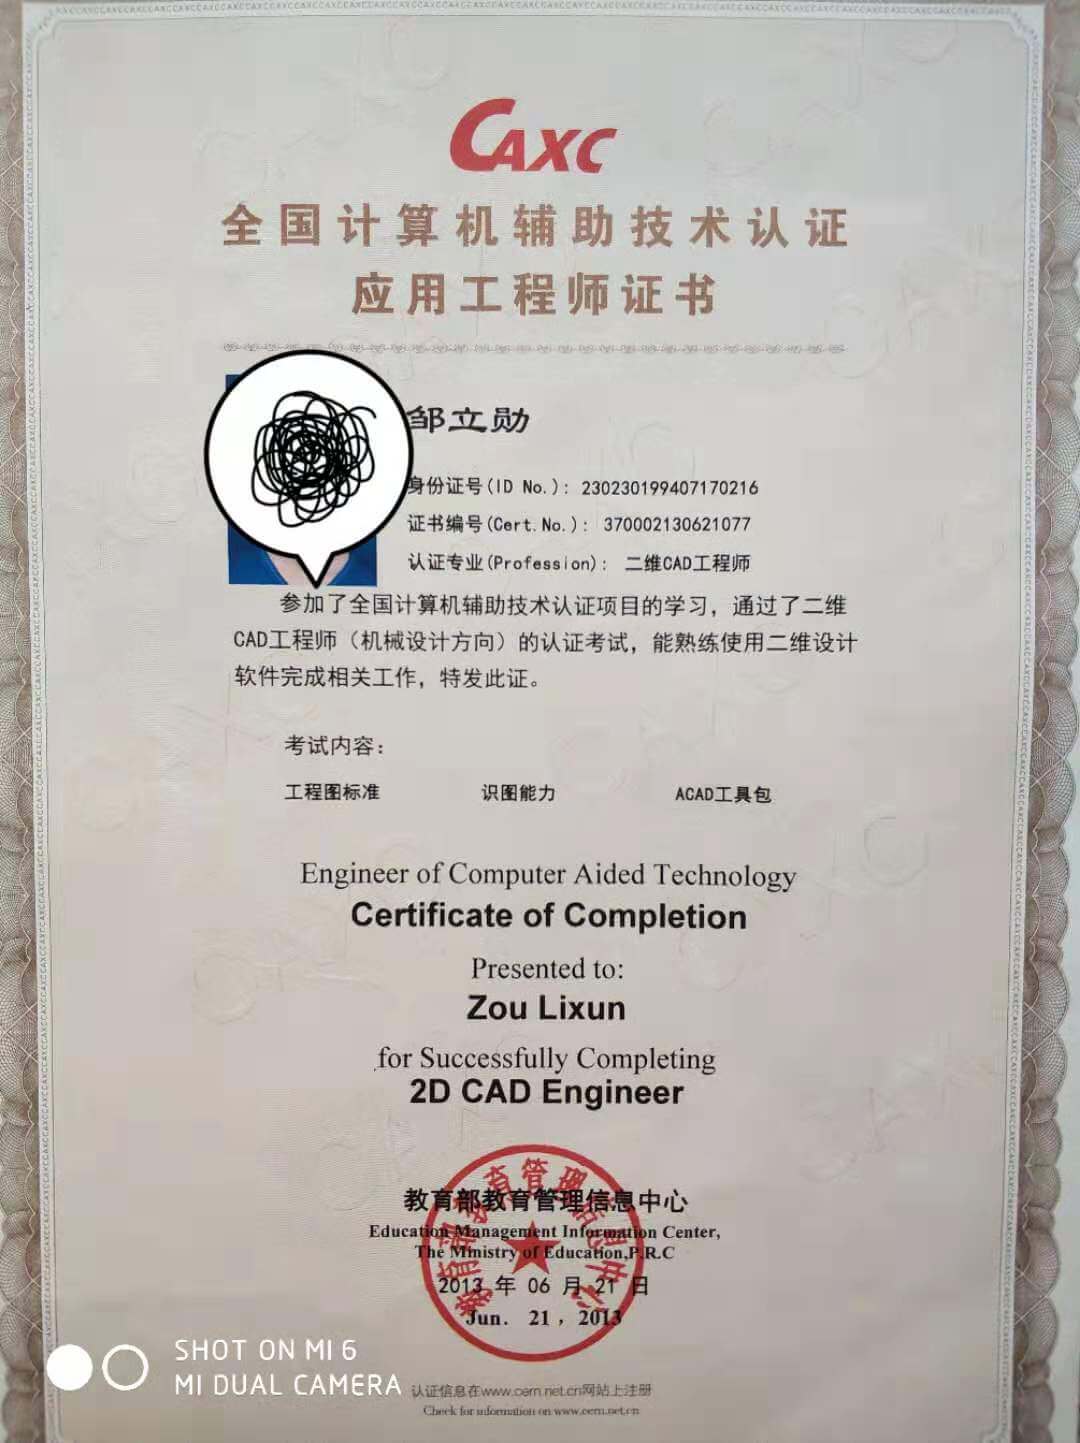 CAXC
全国计算机辅助技术认证
应用工程师证书
邹立勋
身份证号(ID No.): 230230199407170216
证书编号(Cert.No.): 370002130621077
认证专业(Profession): 二维CAD工程师
参加了全国计算机辅助技术认证项目的学习，通过了二维
CAD工程师（机械设计方向）的认证考试，能熟练使用二维设计
软件完成相关工作，特发此证。
考试内容：
工程图标准 识图能力 ACAD工具包
Engineer of Computer Aided Technology
Certificate of Completion
Presented to:
Zou Lixun
for Successfully Completing
2D CAD Engineer
教育部教育管理信息中心
Education Management Information Center,
The Ministry of Education,P.R.C
2013 年 06 月 21 日
Jun. 21, 2013
教育部教育管理信息中心
SHOT ON MI 6
MI DUAL CAMERA
认证信息在www.cern.net.cn网站上注册
Check for information on www.cern.net.cn